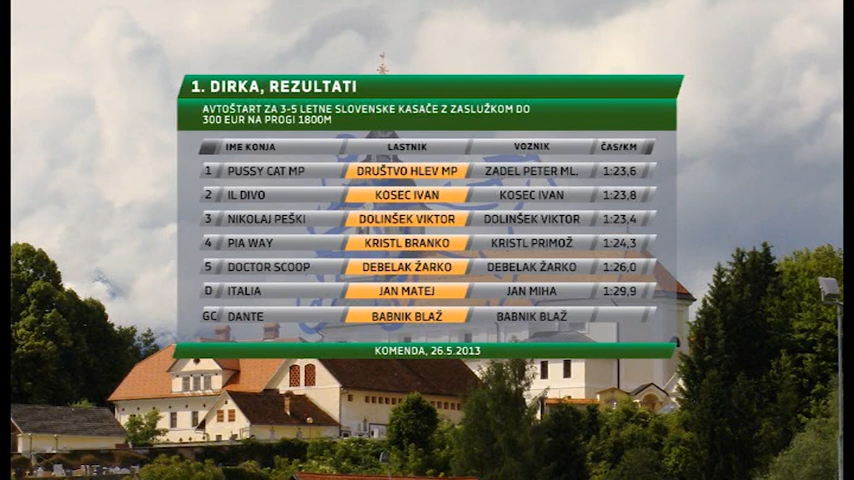 1. DIRKA, REZULTATI
AVTOŠTART ZA 3-5 LETNE SLOVENSKE KASAČE Z ZASLUŽKOM DO
300 EUR NA PROGI 1800M
IME KONJA LASTNIK VOZNIK ČAS/KM
1 PUSSY CAT MP DRUŠTVO HLEV MP ZADEL PETER ML. 1:23,6
2 IL DIVO KOSEC IVAN KOSEC IVAN 1:23,8
3 NIKOLAJ PEŠKI DOLINŠEK VIKTOR DOLINŠEK VIKTOR 1:23,4
4 PIA WAY KRISTL BRANKO KRISTL PRIMOŽ 1:24,3
5 DOCTOR SCOOP DEBELAK ŽARKO DEBELAK ŽARKO 1:26,0
D ITALIA JAN MATEJ JAN MIHA 1:29,9
GC DANTE BABNIK BLAŽ BABNIK BLAŽ
KOMENDA, 26.5.2013